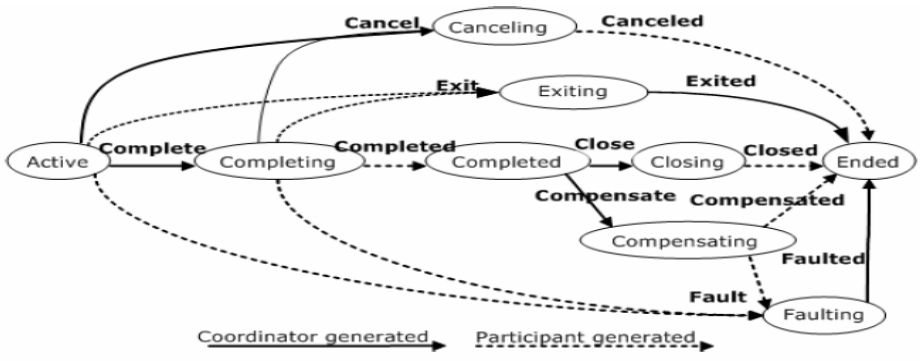 Cancel
Canceling
Canceled
Exit
Exiting
Exited
Active
Complete
Completing
Completed
Completed
Close
Closing
Closed
Ended
Compensate
Compensated
Compensating
Faulted
Fault
Faulting
Coordinator generated
Participant generated